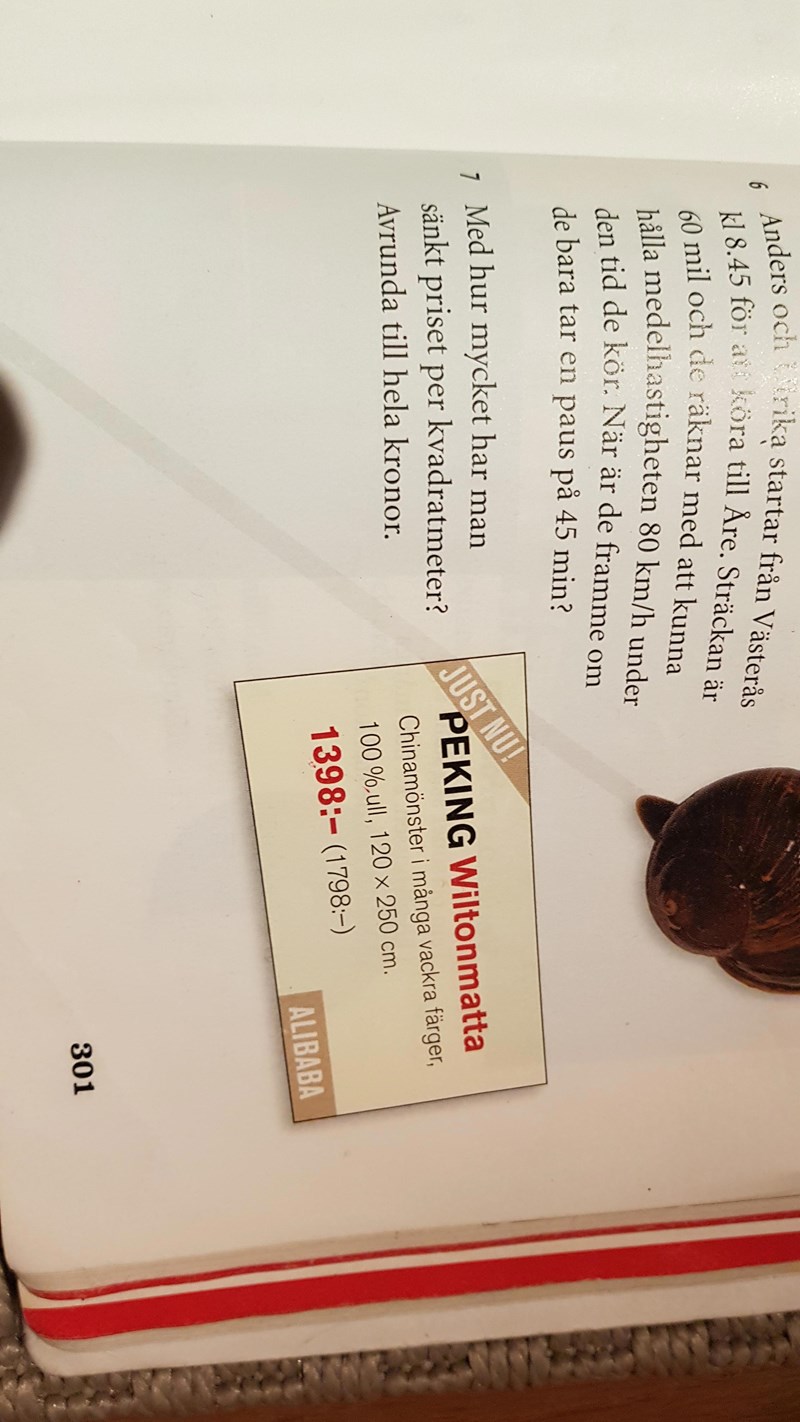 6 Anders och Ulrika startar från Västerås
kl 8.45 för att köra till Åre. Sträckan är
60 mil och de räknar med att kunna
hålla medelhastigheten 80 km/h under
den tid de kör. När är de framme om
de bara tar en paus på 45 min?
7 Med hur mycket har man
sänkt priset per kvadratmeter?
Avrunda till hela kronor.
JUST NU!
PEKING Wiltonmatta
Chinamönster i många vackra färger,
100 % ull, 120 x 250 cm.
1398:– (1798:–)
ALIBABA
301